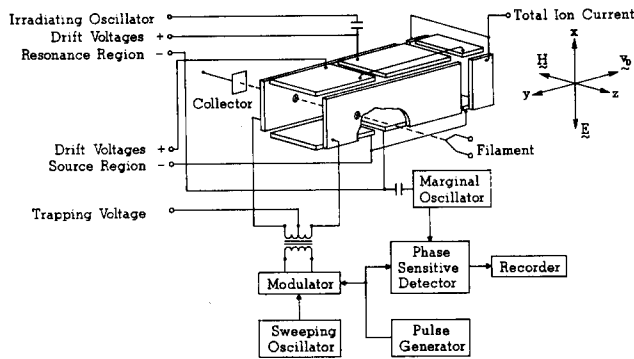 Irradiating Oscillator
Drift Voltages +
Resonance Region -
Total Ion Current
x
H
v_D
y
z
E
Collector
Drift Voltages +
Source Region -
Filament
Trapping Voltage
Marginal
Oscillator
Phase
Sensitive
Detector
Recorder
Modulator
Sweeping
Oscillator
Pulse
Generator